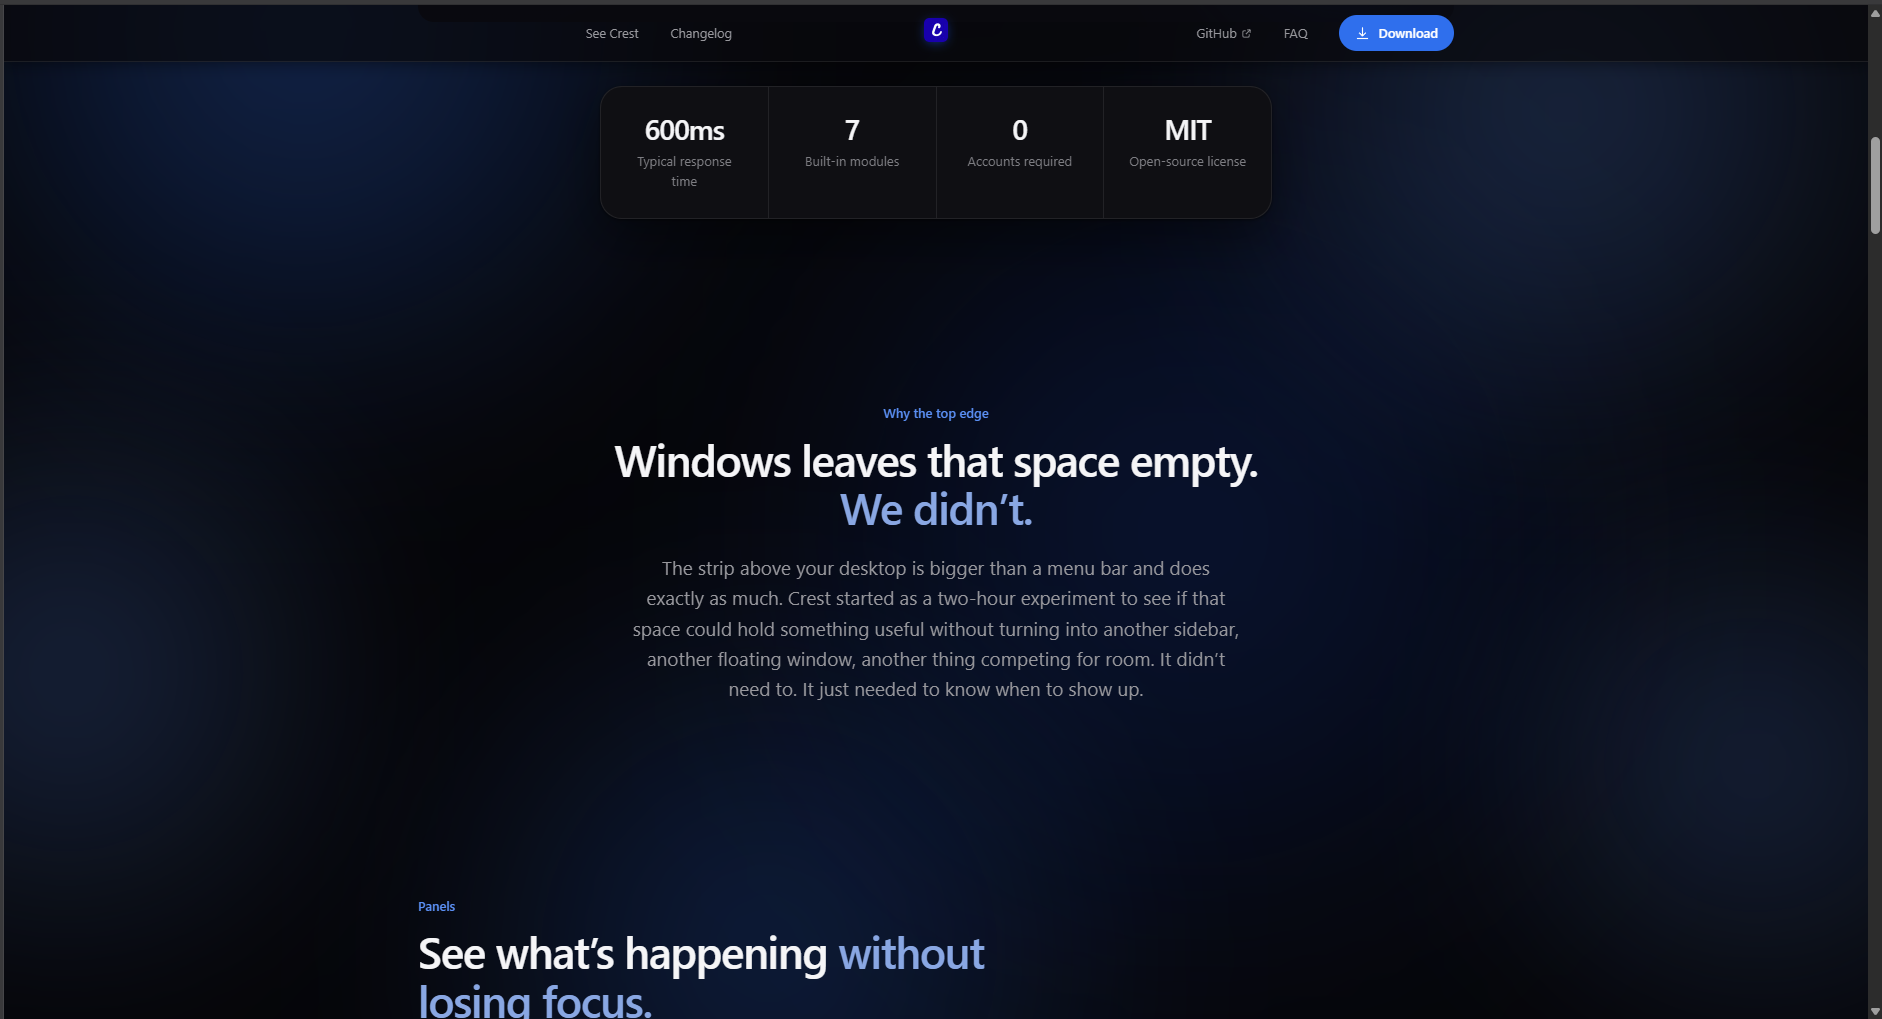 See Crest
Changelog
C
GitHub
FAQ
Download
600ms
Typical response
time
7
Built-in modules
0
Accounts required
MIT
Open-source license
Why the top edge
Windows leaves that space empty.
We didn’t.
The strip above your desktop is bigger than a menu bar and does
exactly as much. Crest started as a two-hour experiment to see if that
space could hold something useful without turning into another sidebar,
another floating window, another thing competing for room. It didn’t
need to. It just needed to know when to show up.
Panels
See what’s happening without
losing focus.